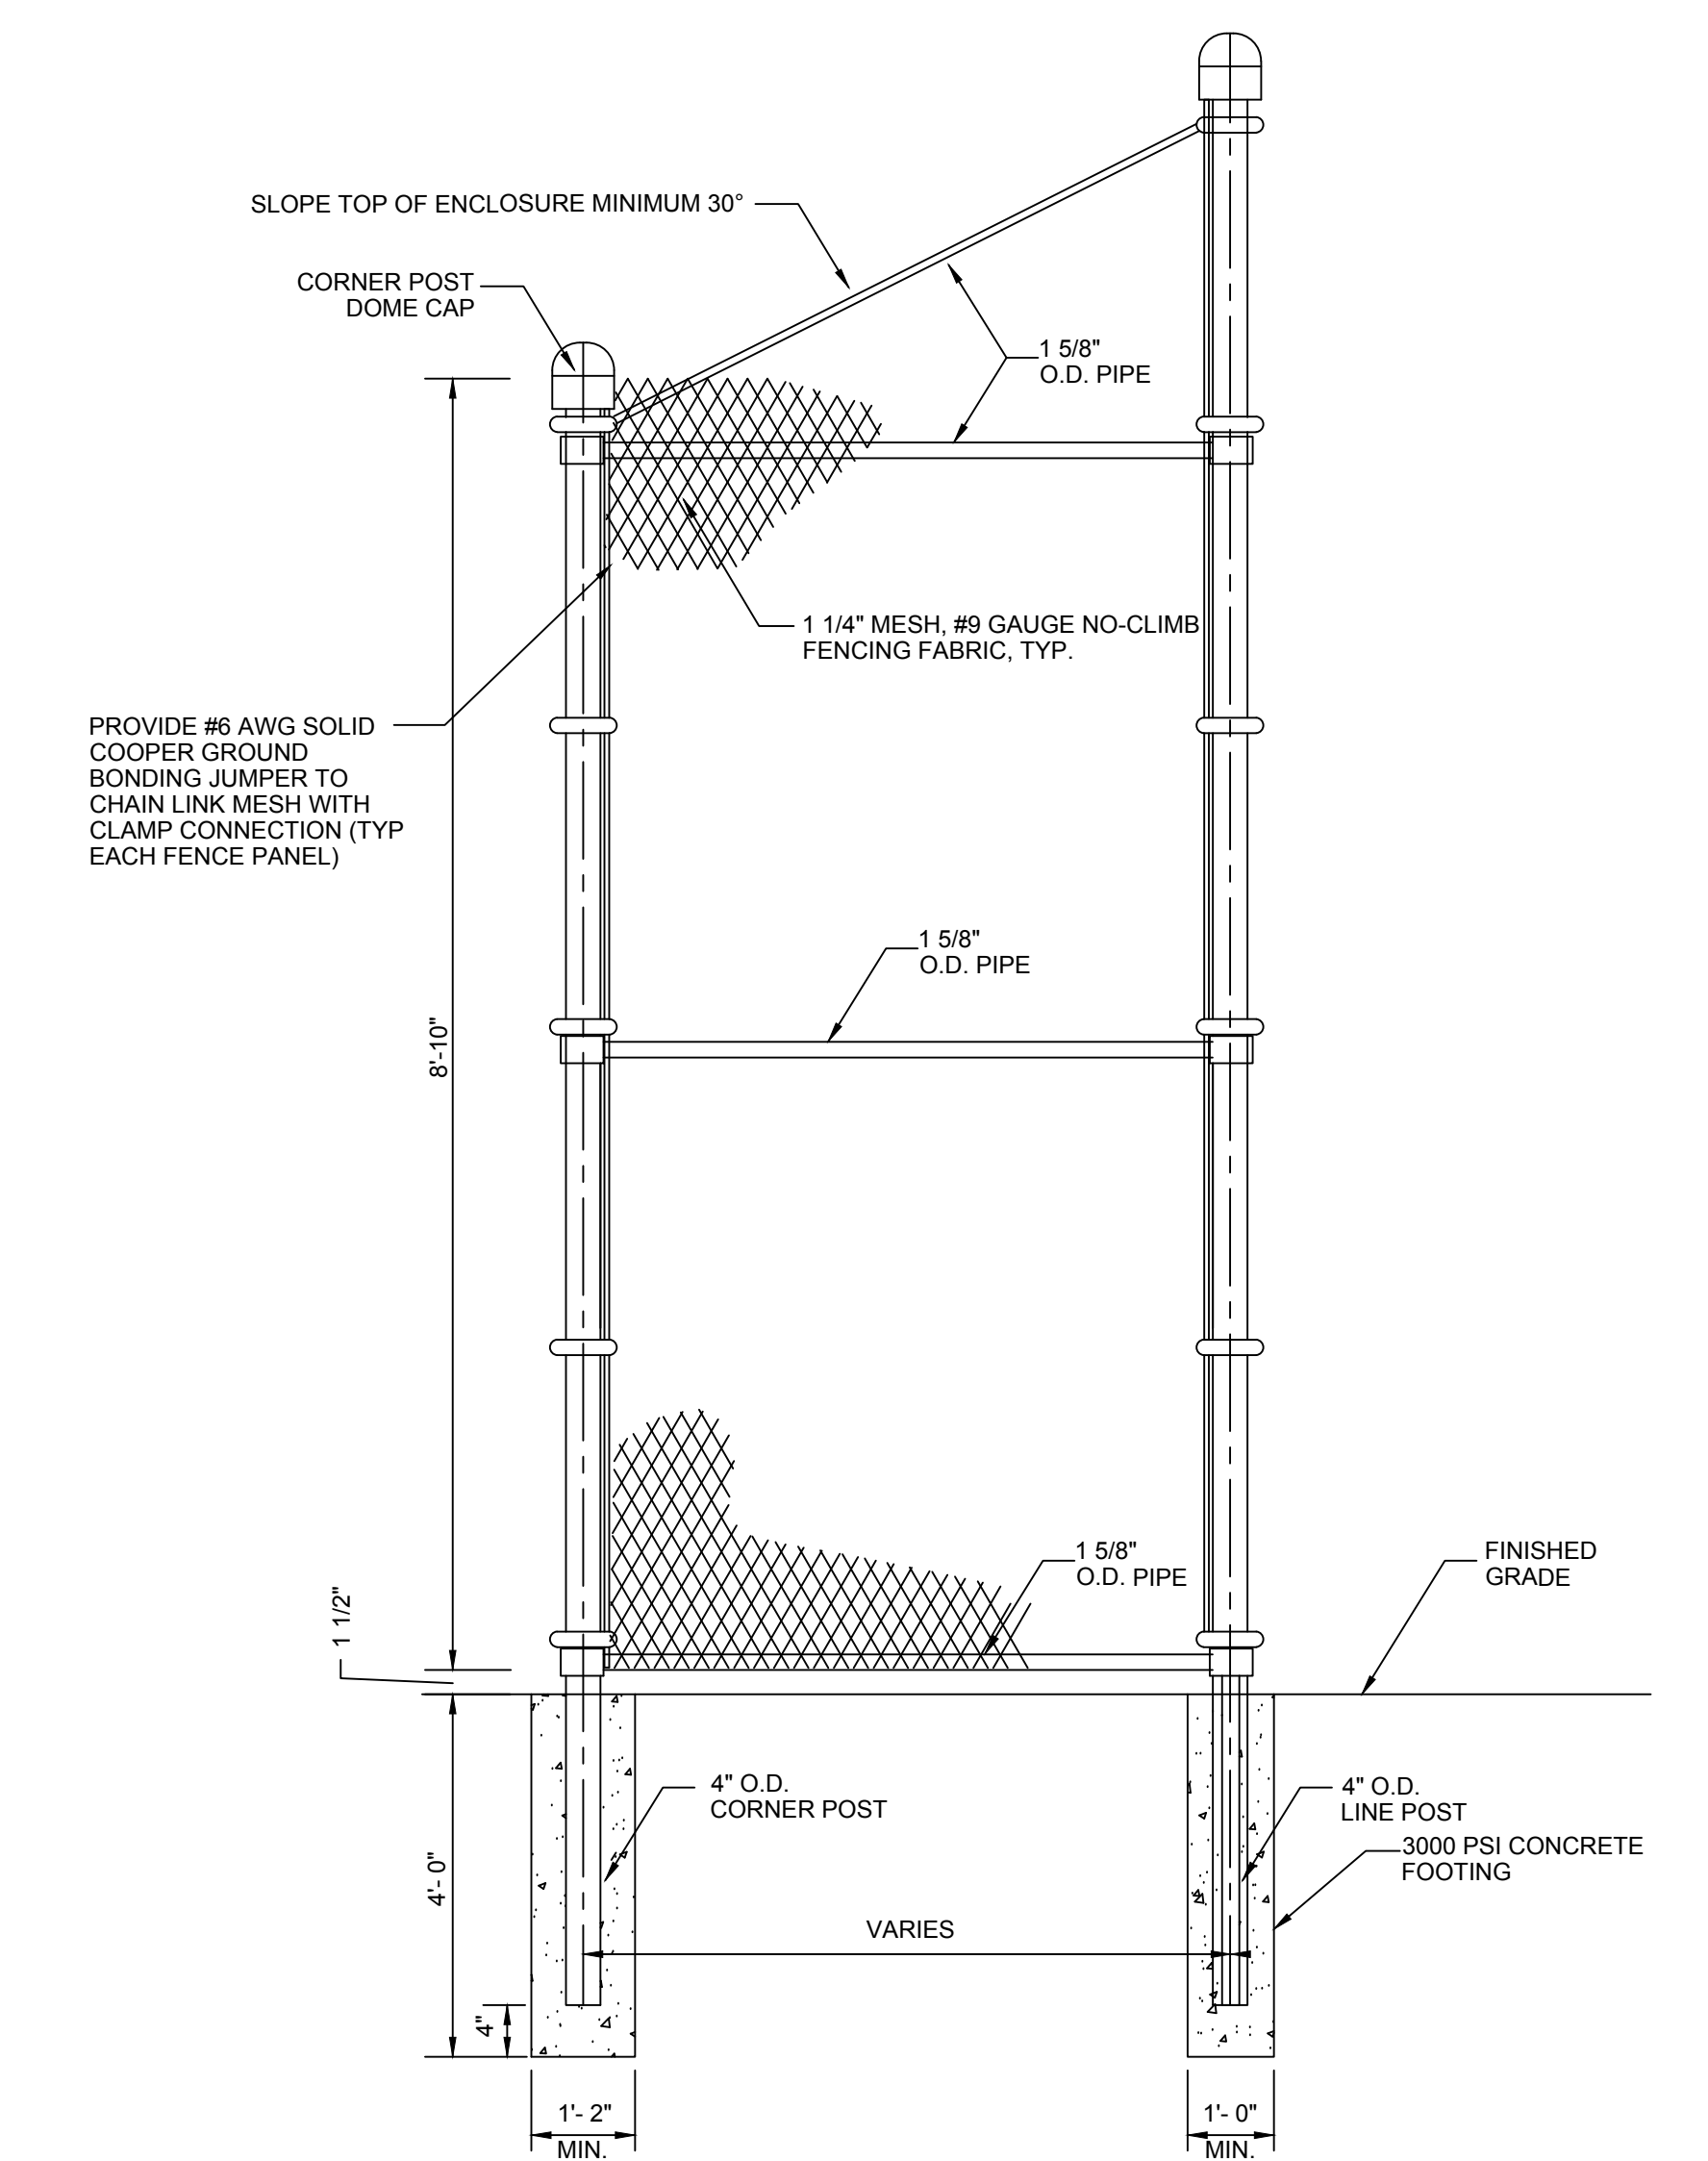 SLOPE TOP OF ENCLOSURE MINIMUM 30°
CORNER POST
DOME CAP
1 5/8"
O.D. PIPE
1 1/4" MESH, #9 GAUGE NO-CLIMB
FENCING FABRIC, TYP.
PROVIDE #6 AWG SOLID
COOPER GROUND
BONDING JUMPER TO
CHAIN LINK MESH WITH
CLAMP CONNECTION (TYP
EACH FENCE PANEL)
1 5/8"
O.D. PIPE
8'-10"
1 5/8"
O.D. PIPE
FINISHED
GRADE
1 1/2"
4" O.D.
CORNER POST
4" O.D.
LINE POST
3000 PSI CONCRETE
FOOTING
4'- 0"
VARIES
4"
1'- 2"
MIN.
1'- 0"
MIN.